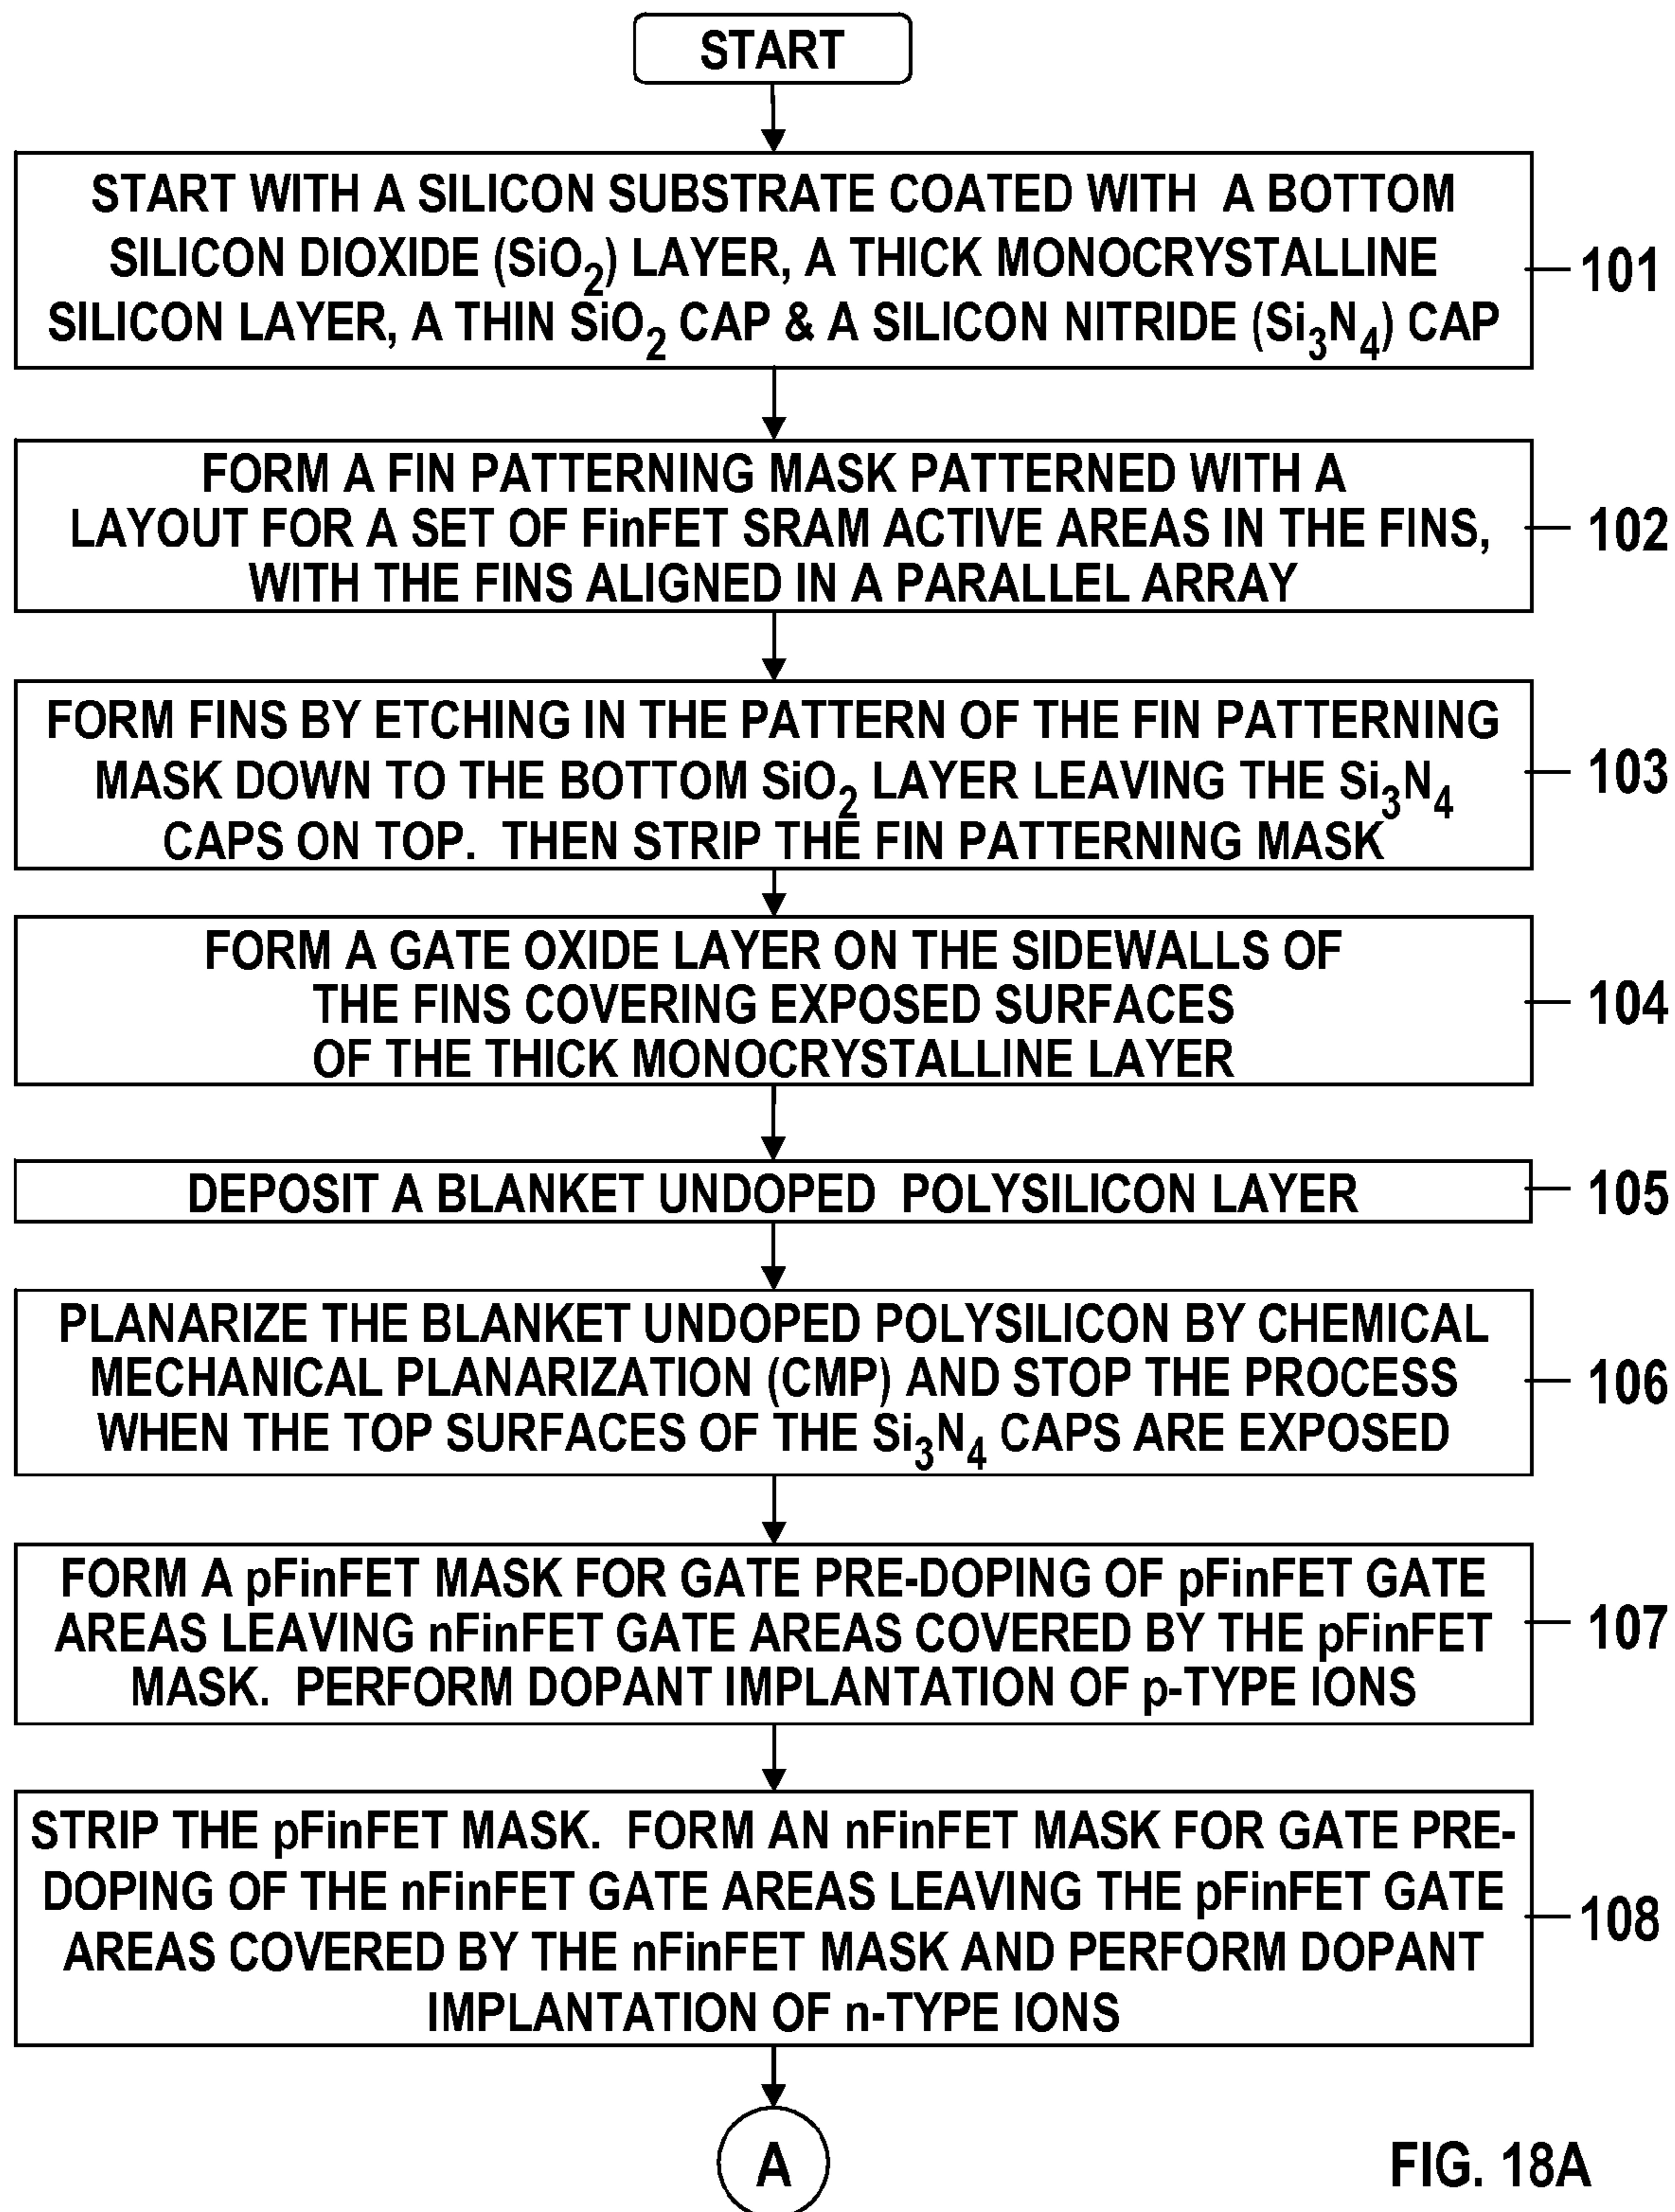 START
START WITH A SILICON SUBSTRATE COATED WITH A BOTTOM
SILICON DIOXIDE (SiO2) LAYER, A THICK MONOCRYSTALLINE
SILICON LAYER, A THIN SiO2 CAP & A SILICON NITRIDE (Si3N4) CAP
101
FORM A FIN PATTERNING MASK PATTERNED WITH A
LAYOUT FOR A SET OF FinFET SRAM ACTIVE AREAS IN THE FINS,
WITH THE FINS ALIGNED IN A PARALLEL ARRAY
102
FORM FINS BY ETCHING IN THE PATTERN OF THE FIN PATTERNING
MASK DOWN TO THE BOTTOM SiO2 LAYER LEAVING THE Si3N4
CAPS ON TOP. THEN STRIP THE FIN PATTERNING MASK
103
FORM A GATE OXIDE LAYER ON THE SIDEWALLS OF
THE FINS COVERING EXPOSED SURFACES
OF THE THICK MONOCRYSTALLINE LAYER
104
DEPOSIT A BLANKET UNDOPED POLYSILICON LAYER
105
PLANARIZE THE BLANKET UNDOPED POLYSILICON BY CHEMICAL
MECHANICAL PLANARIZATION (CMP) AND STOP THE PROCESS
WHEN THE TOP SURFACES OF THE Si3N4 CAPS ARE EXPOSED
106
FORM A pFinFET MASK FOR GATE PRE-DOPING OF pFinFET GATE
AREAS LEAVING nFinFET GATE AREAS COVERED BY THE pFinFET
MASK. PERFORM DOPANT IMPLANTATION OF p-TYPE IONS
107
STRIP THE pFinFET MASK. FORM AN nFinFET MASK FOR GATE PRE-
DOPING OF THE nFinFET GATE AREAS LEAVING THE pFinFET GATE
AREAS COVERED BY THE nFinFET MASK AND PERFORM DOPANT
IMPLANTATION OF n-TYPE IONS
108
A
FIG. 18A